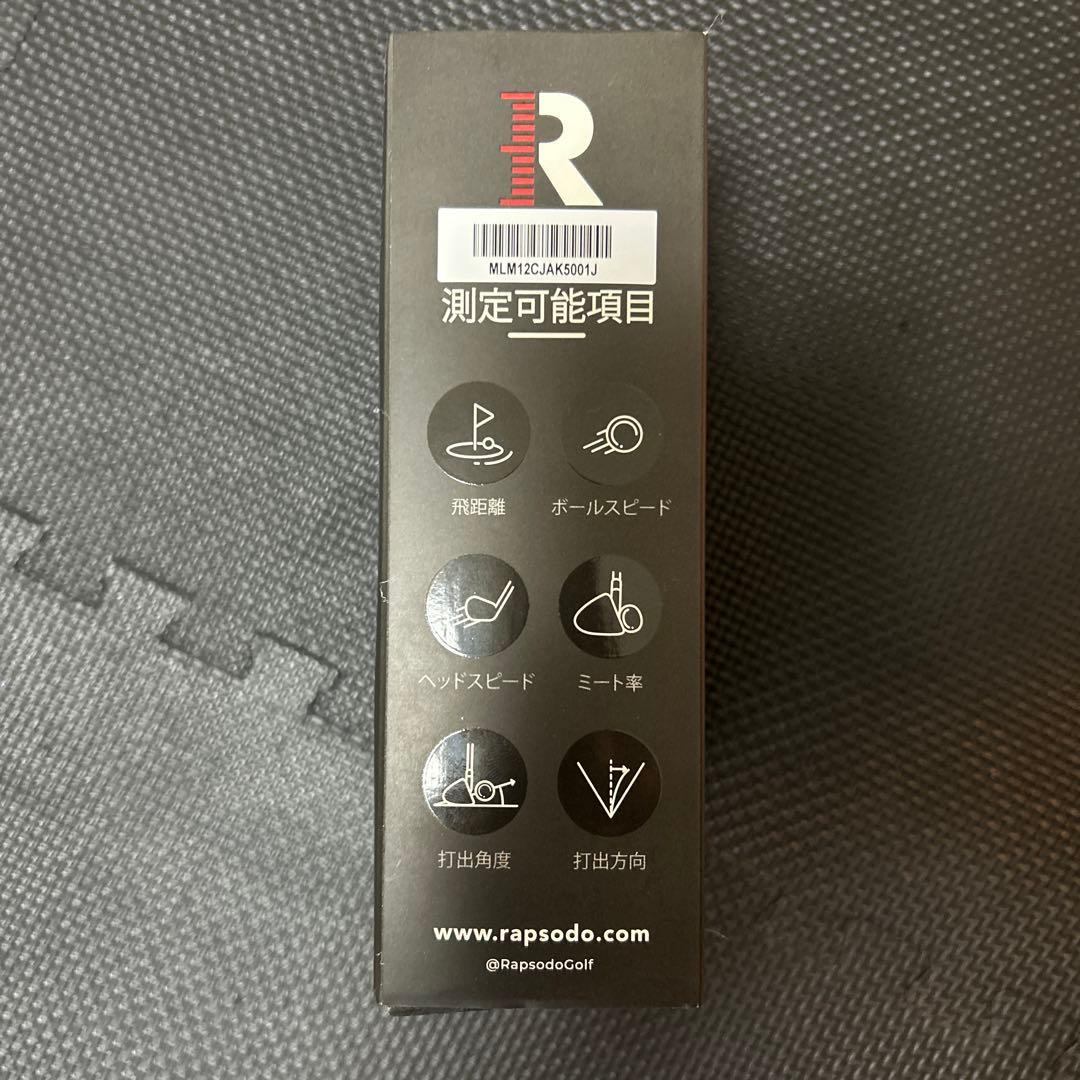 R
MLM12CJAK5001J
測定可能項目
飛距離 ボールスピード
ヘッドスピード ミート率
打出角度 打出方向
www.rapsodo.com
@RapsodoGolf